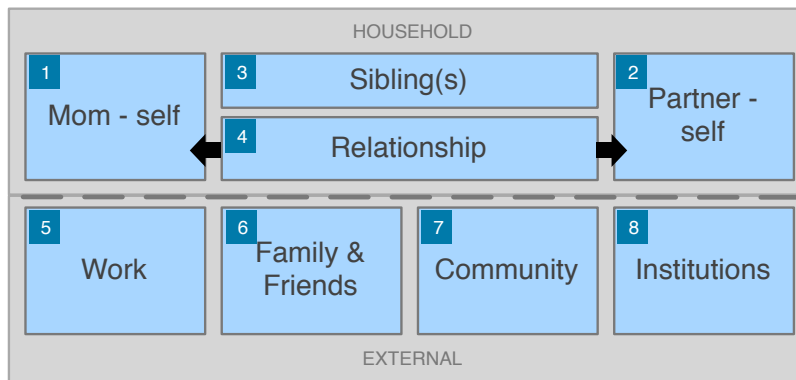 HOUSEHOLD
1
Mom - self
3
Sibling(s)
2
Partner -
self
4
Relationship
5
Work
6
Family &
Friends
7
Community
8
Institutions
EXTERNAL